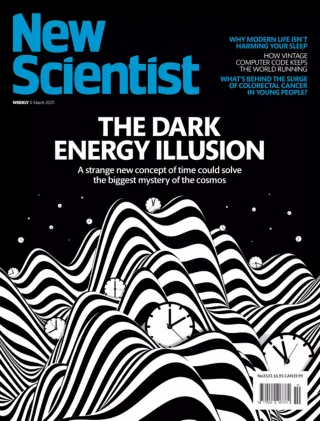 New
Scientist
WEEKLY 8 March 2025
WHY MODERN LIFE ISN'T
HARMING YOUR SLEEP
HOW VINTAGE
COMPUTER CODE KEEPS
THE WORLD RUNNING
WHAT'S BEHIND THE SURGE
OF COLORECTAL CANCER
IN YOUNG PEOPLE?
THE DARK
ENERGY ILLUSION
A strange new concept of time could solve
the biggest mystery of the cosmos